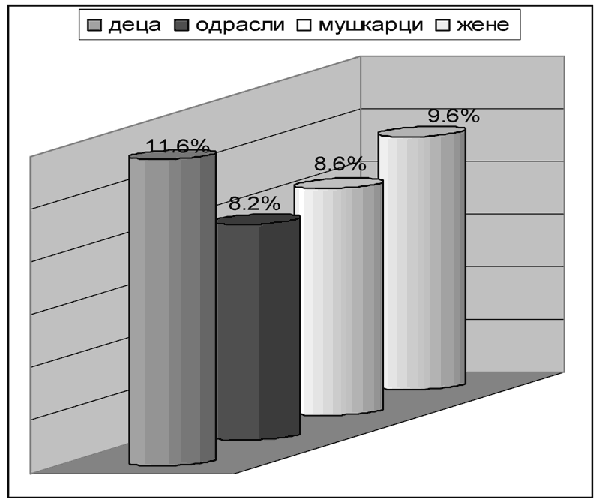 деца одрасли мушкарци жене
9.6%
11.6%
8.6%
8.2%